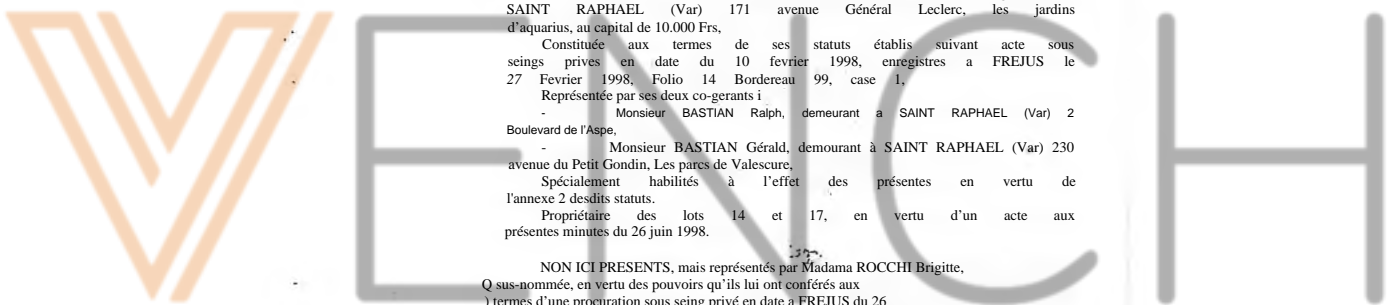 VENCH
SAINT RAPHAEL (Var) 171 avenue Général Leclerc, les jardins
d'aquarius, au capital de 10.000 Frs,
Constituée aux termes de ses statuts établis suivant acte sous
seings prives en date du 10 fevrier 1998, enregistres a FREJUS le
27 Fevrier 1998, Folio 14 Bordereau 99, case 1,
Représentée par ses deux co-gerants i
- Monsieur BASTIAN Ralph, demeurant a SAINT RAPHAEL (Var) 2
Boulevard de l'Aspe,
- Monsieur BASTIAN Gérald, demourant à SAINT RAPHAEL (Var) 230
avenue du Petit Gondin, Les parcs de Valescure,
Spécialement habilités à l'effet des présentes en vertu de
l'annexe 2 desdits statuts.
Propriétaire des lots 14 et 17, en vertu d'un acte aux
présentes minutes du 26 juin 1998.
NON ICI PRESENTS, mais représentés par Madama ROCCHI Brigitte,
Q sus-nommée, en vertu des pouvoirs qu'ils lui ont conférés aux
) termes d'une procuration sous seing privé en date a FREJUS du 26